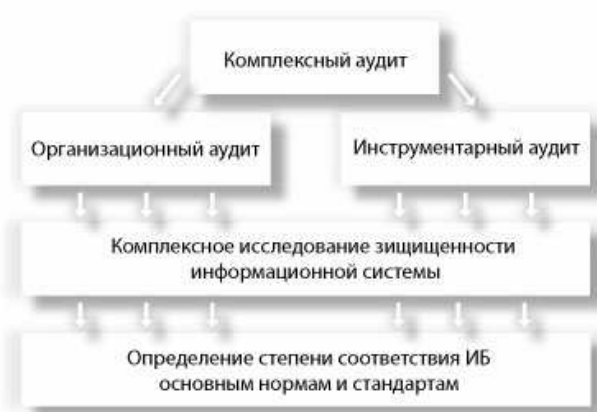 Комплексный аудит
Организационный аудит
Инструментарный аудит
Комплексное исследование зищищенности
информационной системы
Определение степени соответствия ИБ
основным нормам и стандартам